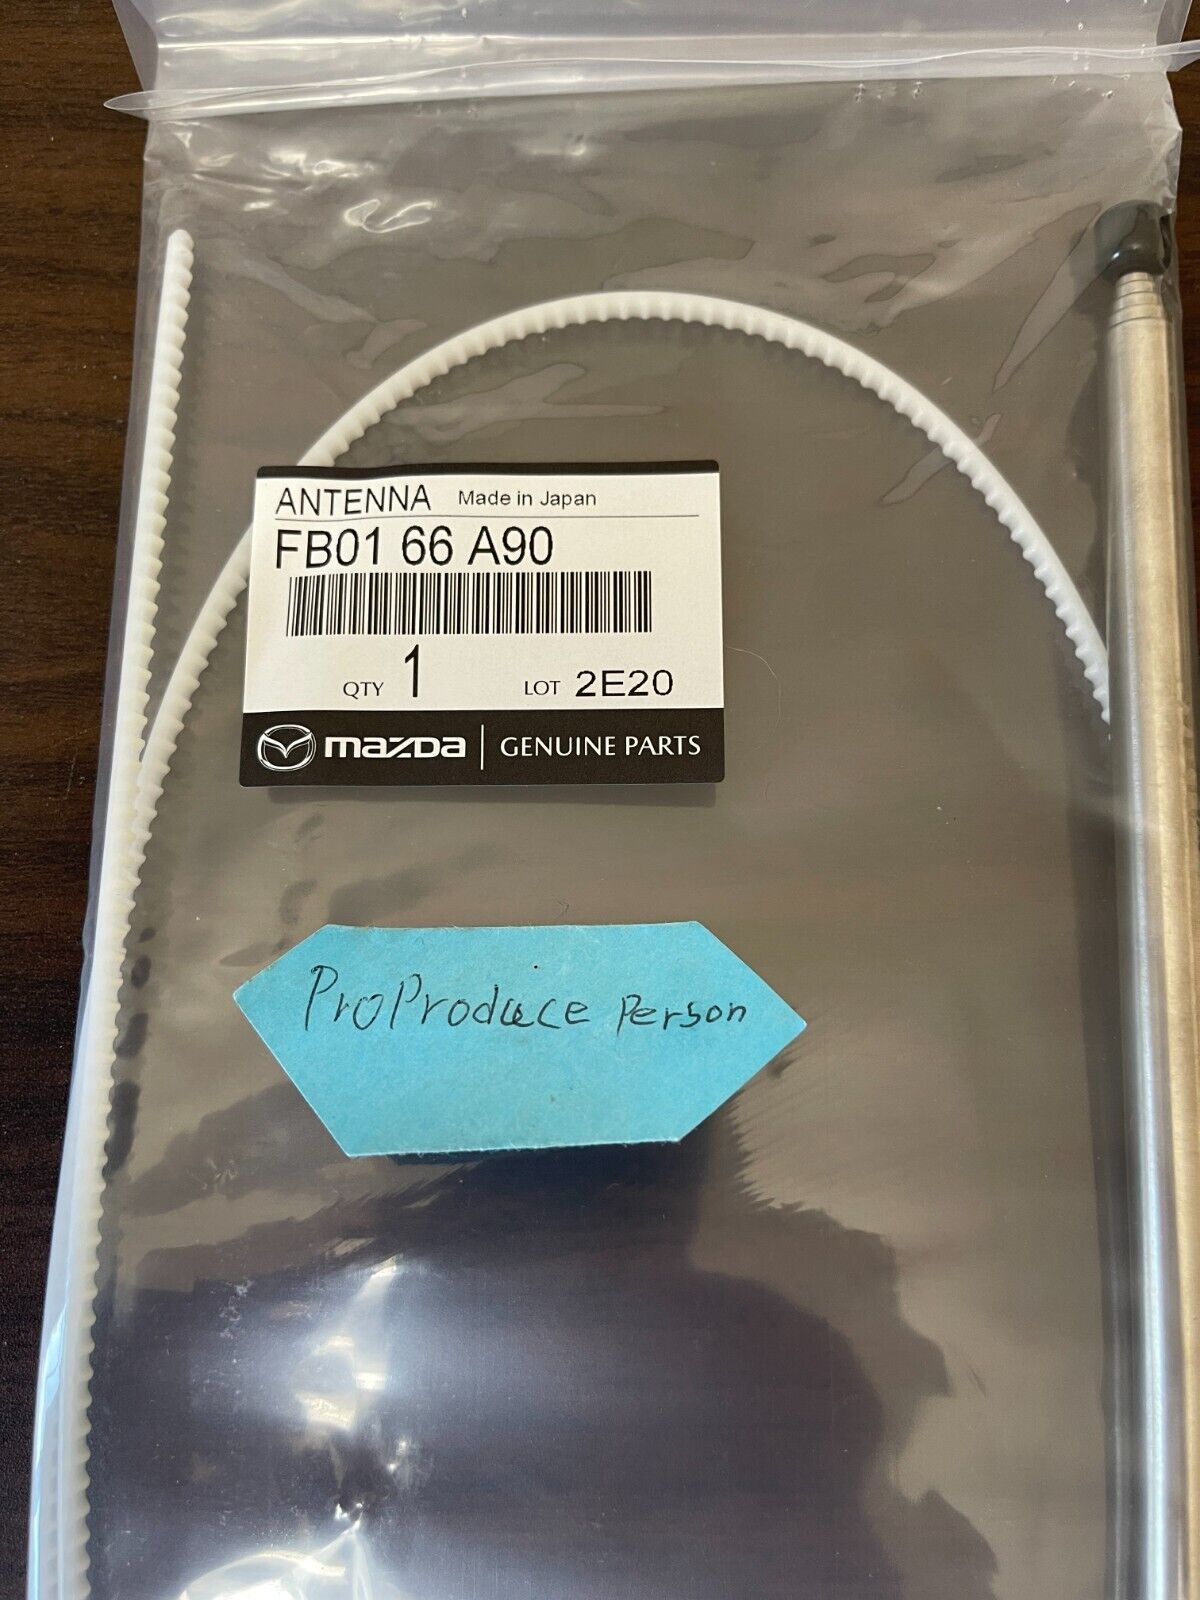 ANTENNA Made in Japan
FB01 66 A90
QTY 1 LOT 2E20
mazda GENUINE PARTS
ProProduce Person